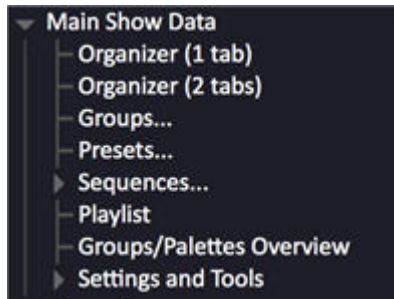 Main Show Data
Organizer (1 tab)
Organizer (2 tabs)
Groups...
Presets...
Sequences...
Playlist
Groups/Palettes Overview
Settings and Tools